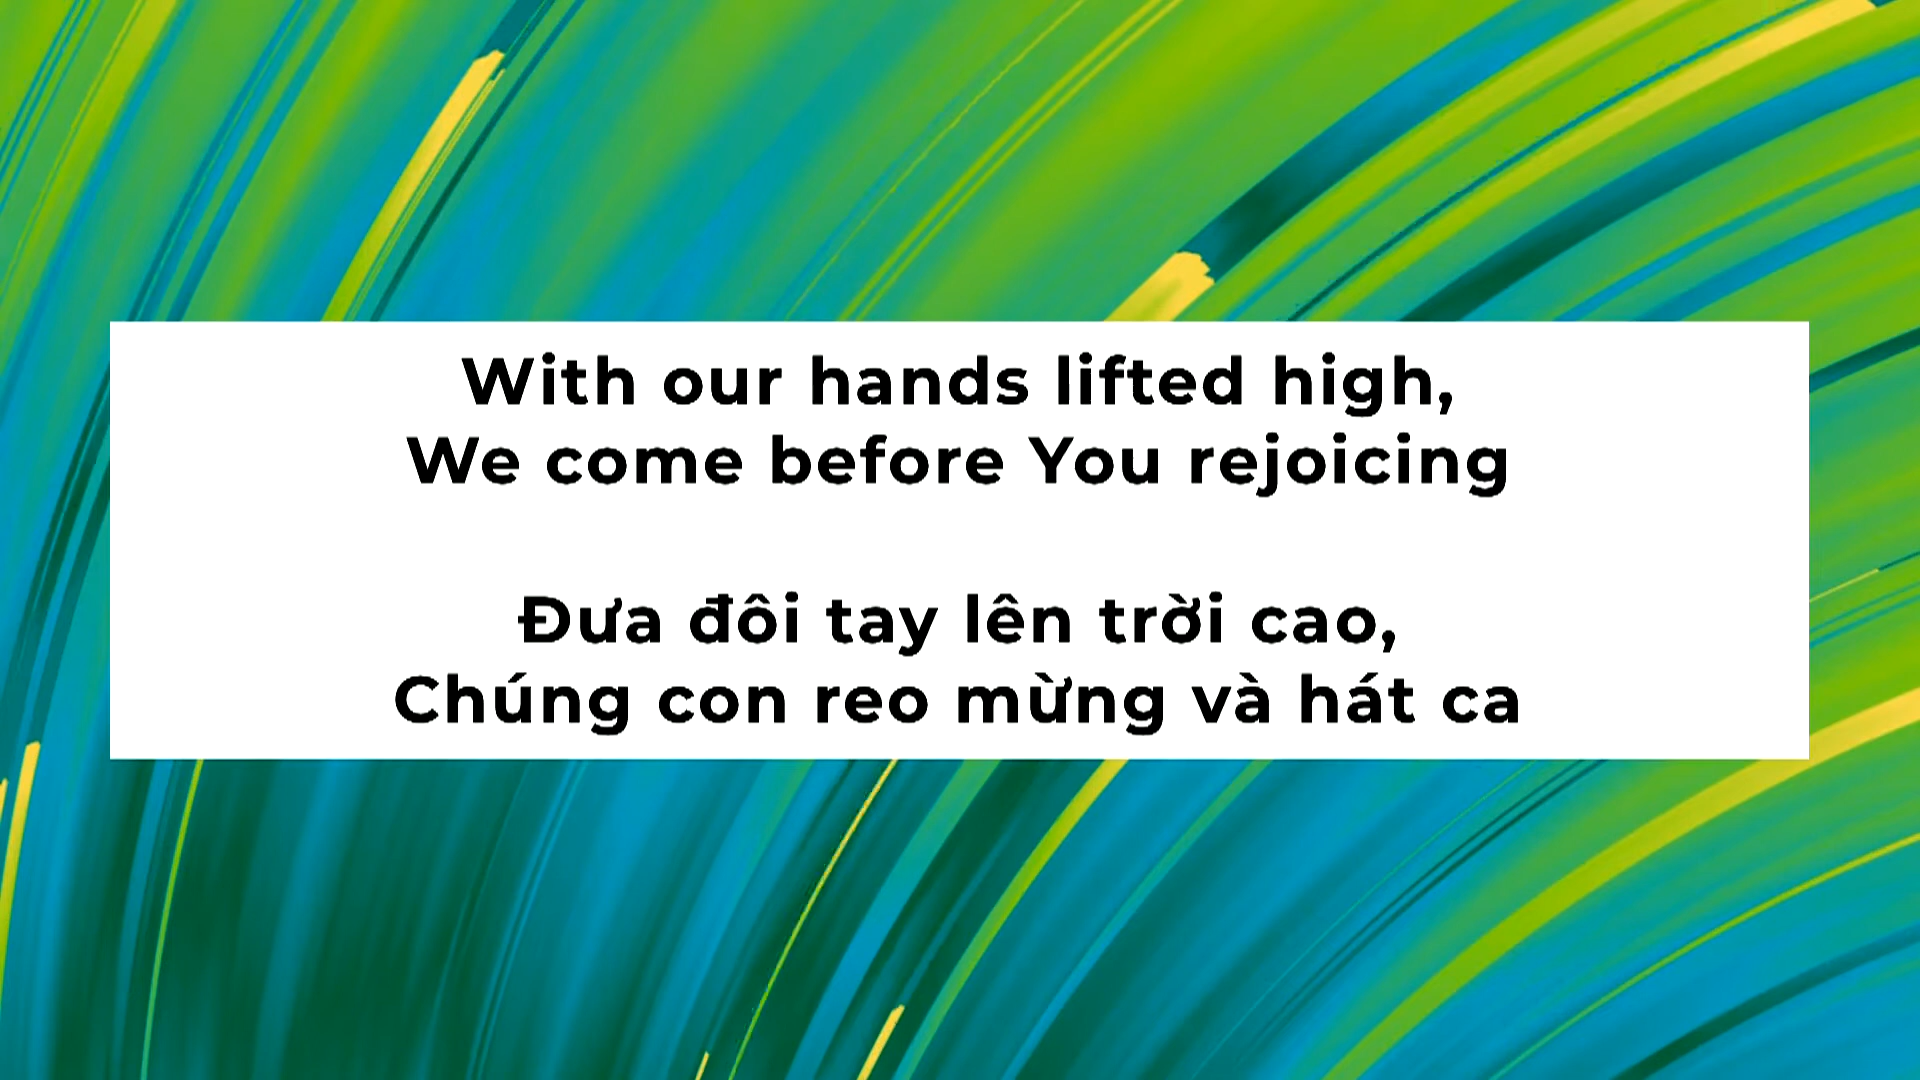 With our hands lifted high,
We come before You rejoicing
Đưa đôi tay lên trời cao,
Chúng con reo mừng và hát ca